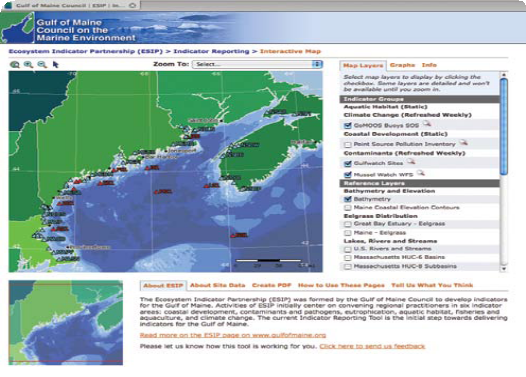 Gulf of Maine Council | ESIP | In...
Gulf of Maine
Council on the
Marine Environment
Ecosystem Indicator Partnership (ESIP) > Indicator Reporting > Interactive Map
Zoom To: Select...
Map Layers Graphs Info
Select map layers to display by clicking the
checkbox. Some layers are detailed and won't
be available until you zoom in.
Indicator Groups
Aquatic Habitat (Static)
Climate Change (Refreshed Weekly)
GoMOOS Buoys SOS
Coastal Development (Static)
Point Source Pollution Inventory
Contaminants (Refreshed Weekly)
Gulfwatch Sites
Mussel Watch WFS
Reference Layers
Bathymetry and Elevation
Bathymetry
Maine Coastal Elevation Contours
Eelgrass Distribution
Great Bay Estuary - Eelgrass
Maine - Eelgrass
Lakes, Rivers and Streams
U.S. Rivers and Streams
Massachusetts HUC-6 Basins
Massachusetts HUC-8 Subbasins
About ESIP About Site Data Create PDF How to Use These Pages Tell Us What You Think
The Ecosystem Indicator Partnership (ESIP) was formed by the Gulf of Maine Council to develop indicators
for the Gulf of Maine. Activities of ESIP initially center on convening regional practitioners in six indicator
areas: coastal development, contaminants and pathogens, eutrophication, aquatic habitat, fisheries and
aquaculture, and climate change. The current Indicator Reporting Tool is the initial step towards delivering
indicators for the Gulf of Maine.
Read more on the ESIP page on www.gulfofmaine.org
Please let us know how this tool is working for you. Click here to send us feedback